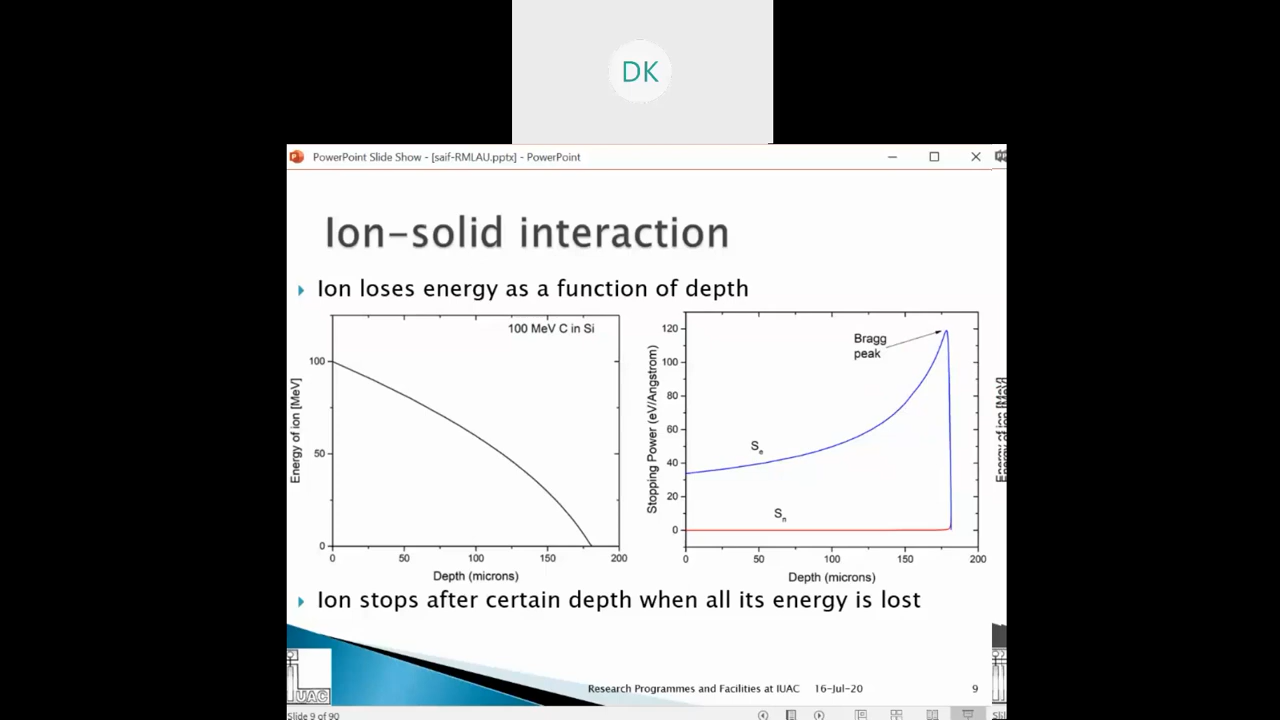 DK
PowerPoint Slide Show - [saif-RMLAU.pptx] - PowerPoint
Ion-solid interaction
Ion loses energy as a function of depth
100 MeV C in Si
100
50
0
Energy of ion [MeV]
0 50 100 150 200
Depth (microns)
120
100
80
60
40
20
0
Stopping Power (eV/Angstrom)
Bragg
peak
Se
Sn
0 50 100 150 200
Depth (microns)
Energy of ion [MeV]
Ion stops after certain depth when all its energy is lost
IUAC
Research Programmes and Facilities at IUAC 16-Jul-20 9
Slide 9 of 90